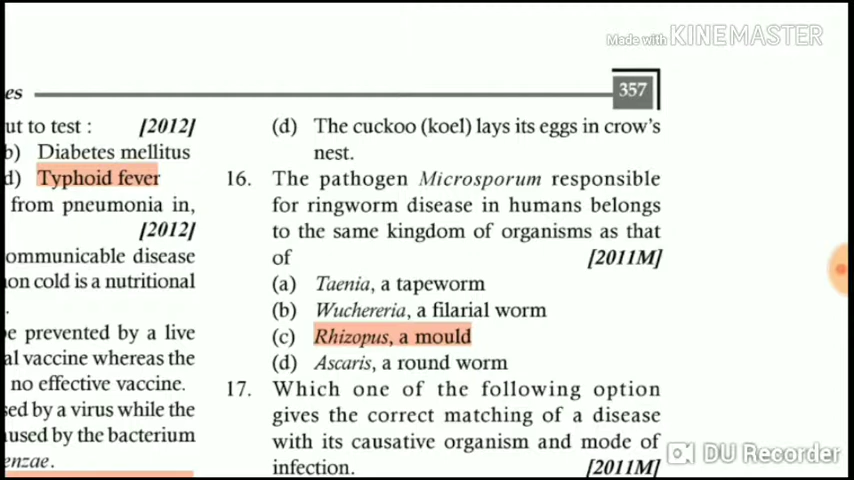 Made with KINEMASTER
es
357
ut to test : [2012]
b) Diabetes mellitus
d) Typhoid fever
from pneumonia in,
[2012]
ommunicable disease
on cold is a nutritional
.
e prevented by a live
al vaccine whereas the
no effective vaccine.
sed by a virus while the
aused by the bacterium
enzae.
(d) The cuckoo (koel) lays its eggs in crow's
nest.
16. The pathogen Microsporum responsible
for ringworm disease in humans belongs
to the same kingdom of organisms as that
of [2011M]
(a) Taenia, a tapeworm
(b) Wuchereria, a filarial worm
(c) Rhizopus, a mould
(d) Ascaris, a round worm
17. Which one of the following option
gives the correct matching of a disease
with its causative organism and mode of
infection. [2011M]
DU Recorder